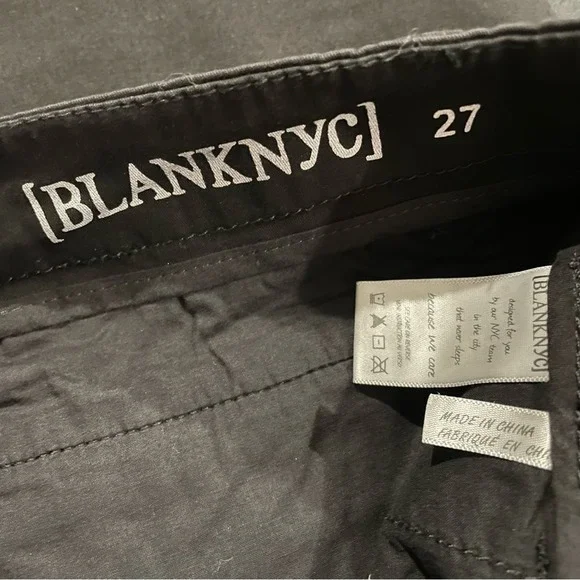 [BLANKNYC]
27
[BLANKNYC]
designed for you
by our NYC team
in the city
that never sleeps
because we care
MADE IN CHINA
FABRIQUÉ EN CHI